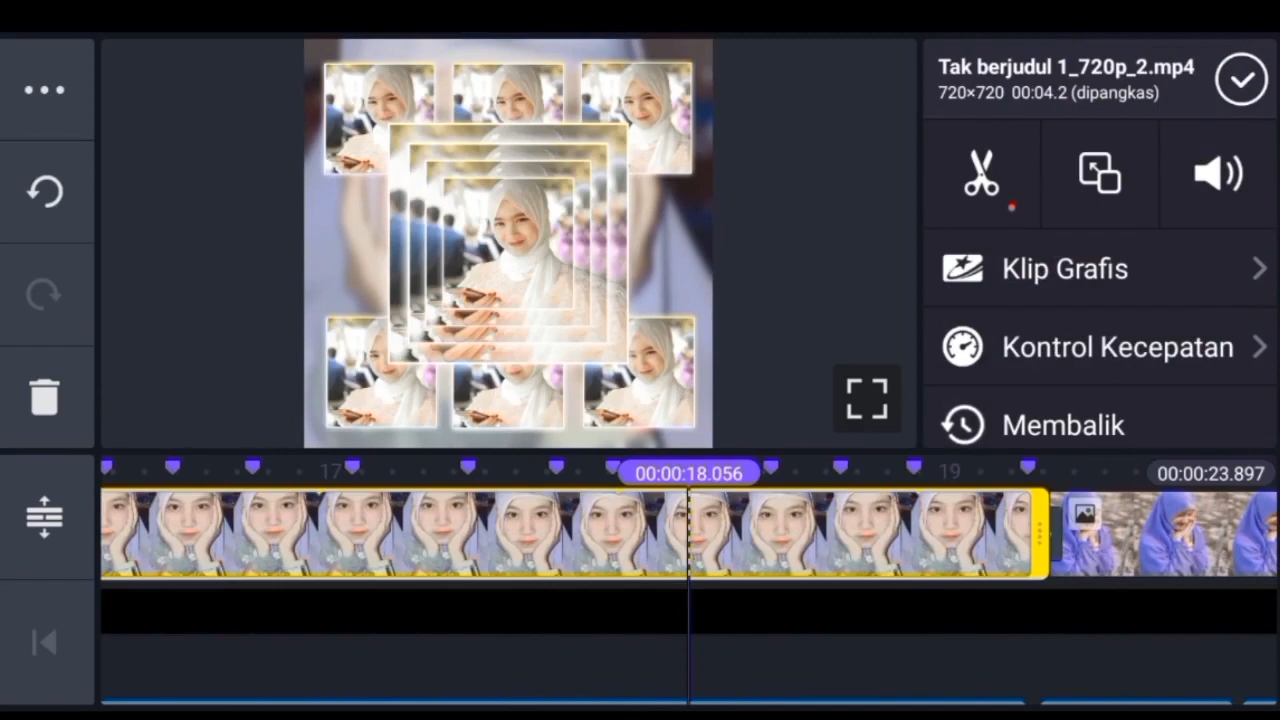 Tak berjudul 1_720p_2.mp4
720×720 00:04.2 (dipangkas)
Klip Grafis
Kontrol Kecepatan
Membalik
17
00:00:18.056
19
00:00:23.897